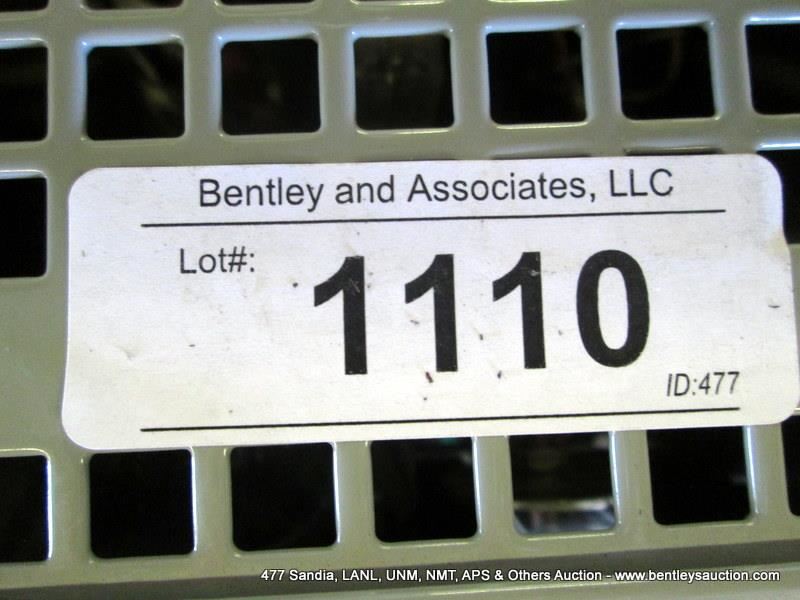 Bentley and Associates, LLC
Lot#:
1110
ID:477
477 Sandia, LANL, UNM, NMT, APS & Others Auction - www.bentleysauction.com